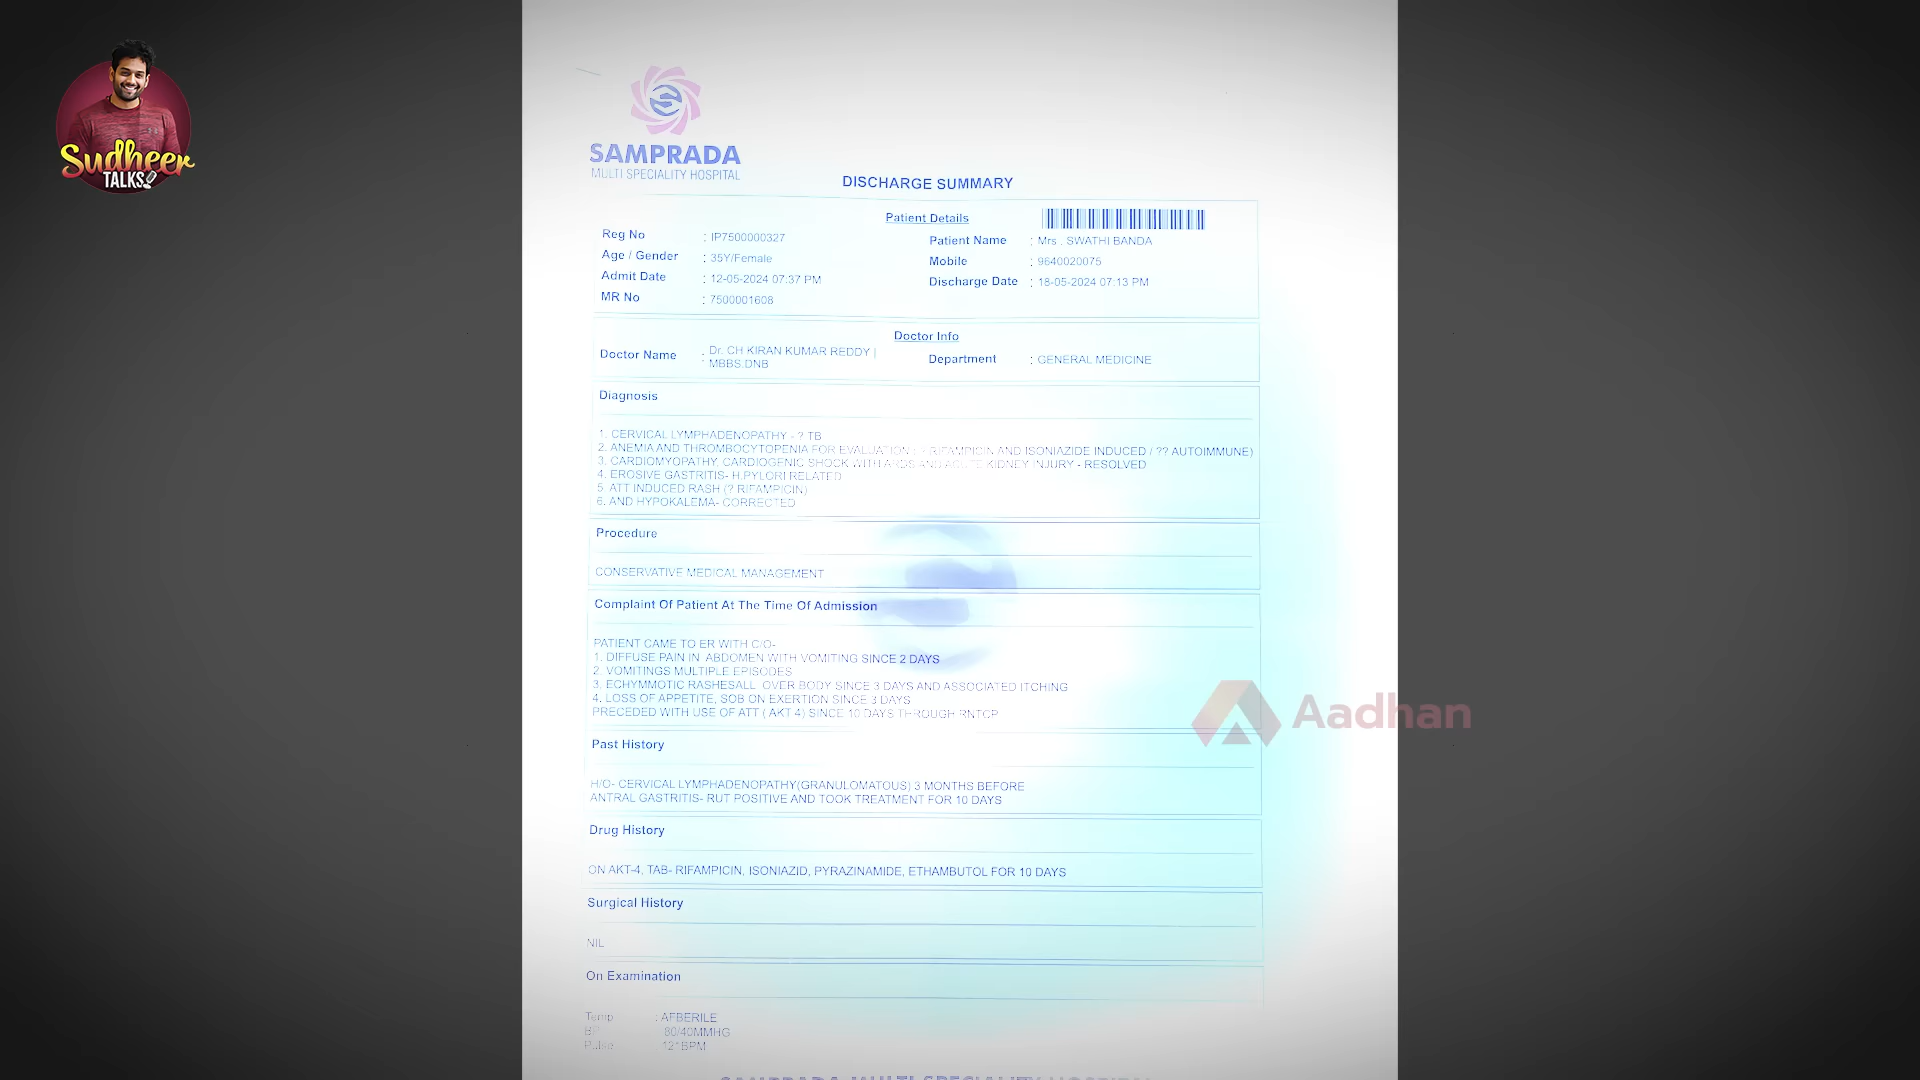 Sudheer
TALKS
SAMPRADA
MULTI SPECIALITY HOSPITAL
DISCHARGE SUMMARY
Patient Details
Reg No : IP7500000327
Patient Name : Mrs . SWATHI BANDA
Age / Gender : 35Y/Female
Mobile : 9640020075
Admit Date : 12-05-2024 07:37 PM
Discharge Date : 18-05-2024 07:13 PM
MR No : 7500001608
Doctor Info
Doctor Name : Dr. CH KIRAN KUMAR REDDY |
MBBS.DNB
Department : GENERAL MEDICINE
Diagnosis
1. CERVICAL LYMPHADENOPATHY - ? TB
2. ANEMIA AND THROMBOCYTOPENIA FOR EVALUATION RIFAMPICIN AND ISONIAZIDE INDUCED / ?? AUTOIMMUNE)
3. CARDIOMYOPATHY, CARDIOGENIC SHOCK WITH ARDS AND ACUTE KIDNEY INJURY - RESOLVED
4. EROSIVE GASTRITIS- H.PYLORI RELATED
5. ATT INDUCED RASH (? RIFAMPICIN)
6. AND HYPOKALEMA- CORRECTED
Procedure
CONSERVATIVE MEDICAL MANAGEMENT
Complaint Of Patient At The Time Of Admission
PATIENT CAME TO ER WITH C/O-
1. DIFFUSE PAIN IN ABDOMEN WITH VOMITING SINCE 2 DAYS
2. VOMITINGS MULTIPLE EPISODES
3. ECHYMMOTIC RASHESALL OVER BODY SINCE 3 DAYS AND ASSOCIATED ITCHING
4. LOSS OF APPETITE, SOB ON EXERTION SINCE 3 DAYS
PRECEDED WITH USE OF ATT ( AKT 4) SINCE 10 DAYS THROUGH RNTCP
Aadhan
Past History
H/O- CERVICAL LYMPHADENOPATHY(GRANULOMATOUS) 3 MONTHS BEFORE
ANTRAL GASTRITIS- RUT POSITIVE AND TOOK TREATMENT FOR 10 DAYS
Drug History
ON AKT-4, TAB- RIFAMPICIN, ISONIAZID, PYRAZINAMIDE, ETHAMBUTOL FOR 10 DAYS
Surgical History
NIL
On Examination
Temp : AFBERILE
BP 80/40MMHG
Pulse